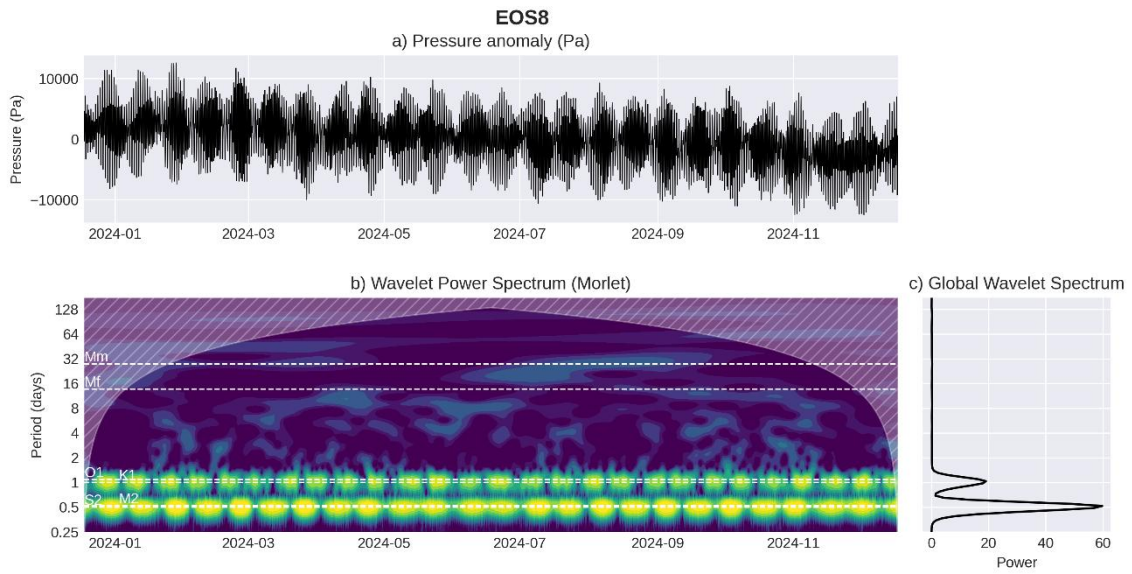 EOS8
a) Pressure anomaly (Pa)
Pressure (Pa)
10000
0
−10000
2024-01 2024-03 2024-05 2024-07 2024-09 2024-11
b) Wavelet Power Spectrum (Morlet)
Period (days)
128
64
32
16
8
4
2
1
0.5
0.25
Mm
Mf
O1 K1
S2 M2
2024-01 2024-03 2024-05 2024-07 2024-09 2024-11
c) Global Wavelet Spectrum
0 20 40 60
Power